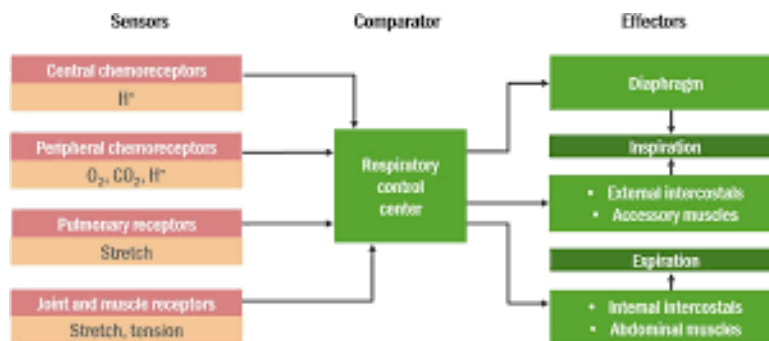 Sensors
Comparator
Effectors
Central chemoreceptors
H⁺
Peripheral chemoreceptors
O₂, CO₂, H⁺
Pulmonary receptors
Stretch
Joint and muscle receptors
Stretch, tension
Respiratory
control
center
Diaphragm
Inspiration
• External intercostals
• Accessory muscles
Expiration
• Internal intercostals
• Abdominal muscles